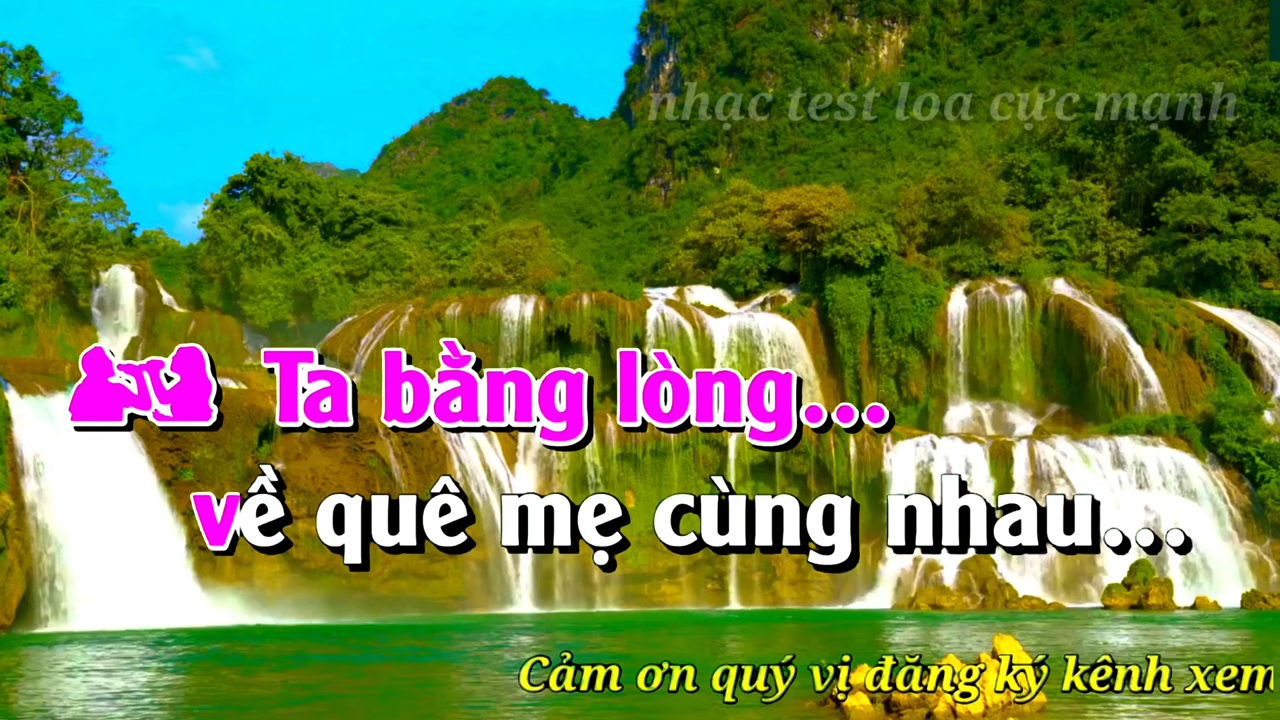 nhạc test loa cực mạnh
Ta bằng lòng...
về quê mẹ cùng nhau...
Cảm ơn quý vị đăng ký kênh xem